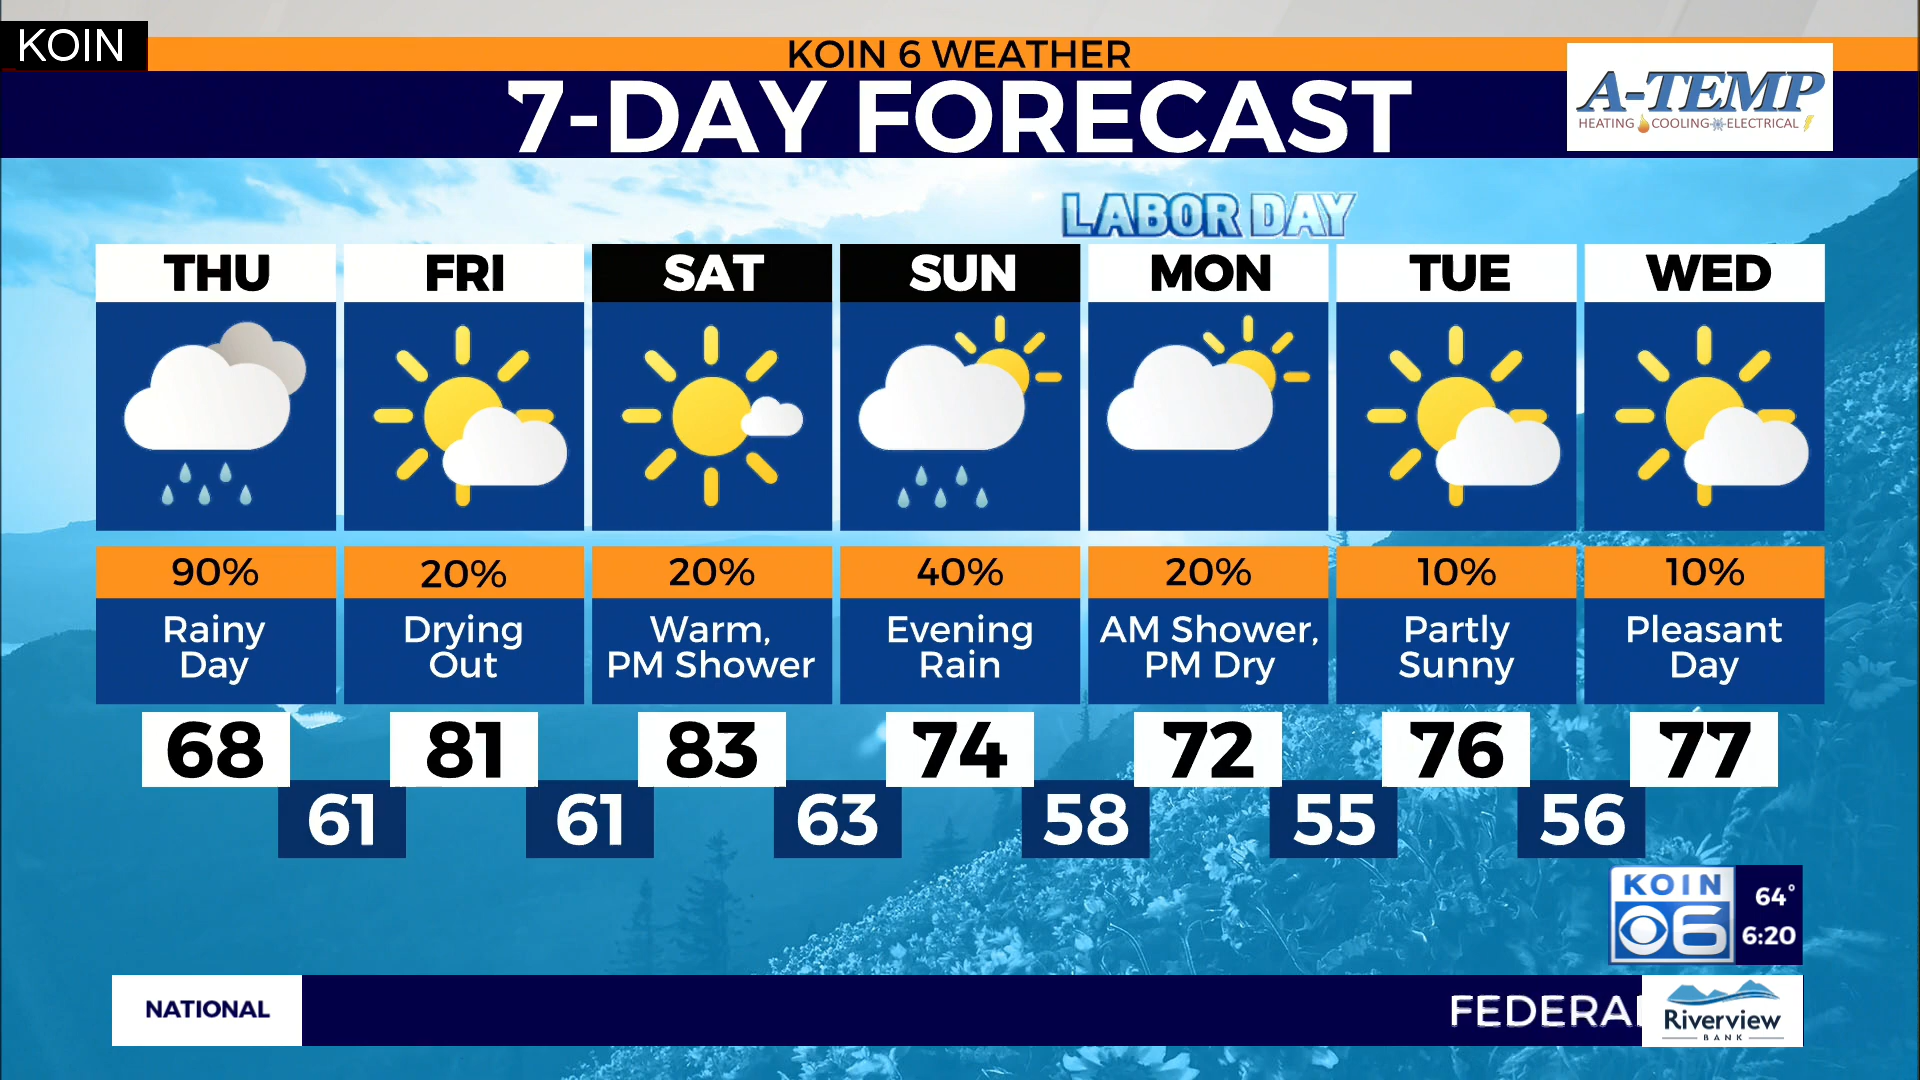 KOIN
KOIN 6 WEATHER
7-DAY FORECAST
A-TEMP
HEATING COOLING ELECTRICAL
LABOR DAY
THU FRI SAT SUN MON TUE WED
90% 20% 20% 40% 20% 10% 10%
Rainy Drying Warm, Evening AM Shower, Partly Pleasant
Day Out PM Shower Rain PM Dry Sunny Day
68 81 83 74 72 76 77
61 61 63 58 55 56
KOIN
6
64°
6:20
NATIONAL
FEDERA
Riverview
BANK